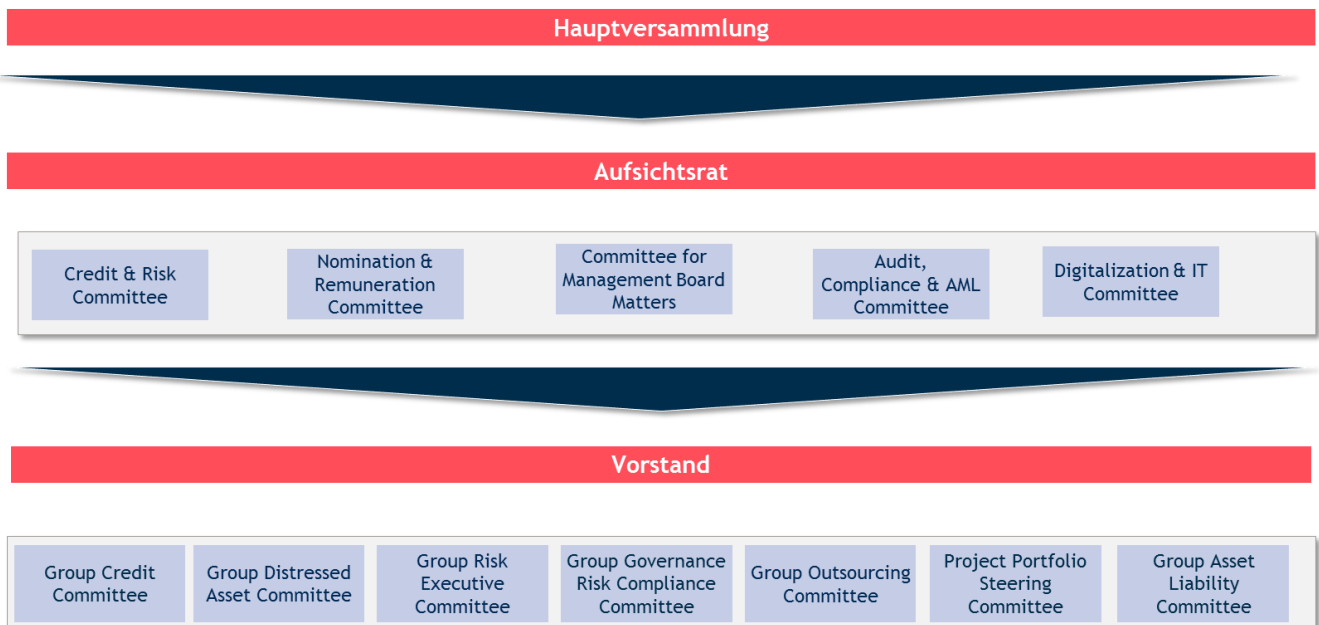 Hauptversammlung
Aufsichtsrat
Credit & Risk
Committee
Nomination &
Remuneration
Committee
Committee for
Management Board
Matters
Audit,
Compliance & AML
Committee
Digitalization & IT
Committee
Vorstand
Group Credit
Committee
Group Distressed
Asset Committee
Group Risk
Executive
Committee
Group Governance
Risk Compliance
Committee
Group Outsourcing
Committee
Project Portfolio
Steering
Committee
Group Asset
Liability
Committee